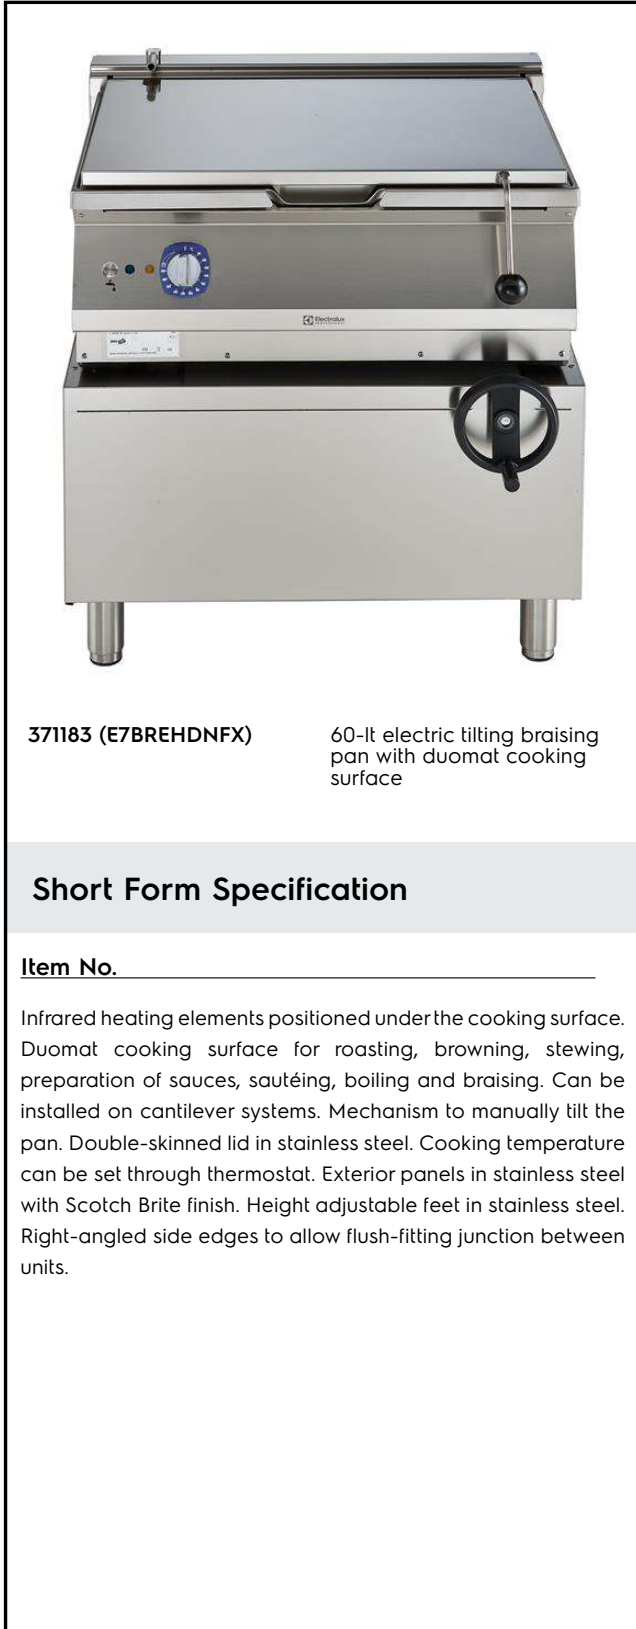 Electrolux
PROFESSIONAL
371183 (E7BREHDNFX)
60-lt electric tilting braising
pan with duomat cooking
surface
Short Form Specification
Item No.
Infrared heating elements positioned under the cooking surface.
Duomat cooking surface for roasting, browning, stewing,
preparation of sauces, sautéing, boiling and braising. Can be
installed on cantilever systems. Mechanism to manually tilt the
pan. Double-skinned lid in stainless steel. Cooking temperature
can be set through thermostat. Exterior panels in stainless steel
with Scotch Brite finish. Height adjustable feet in stainless steel.
Right-angled side edges to allow flush-fitting junction between
units.